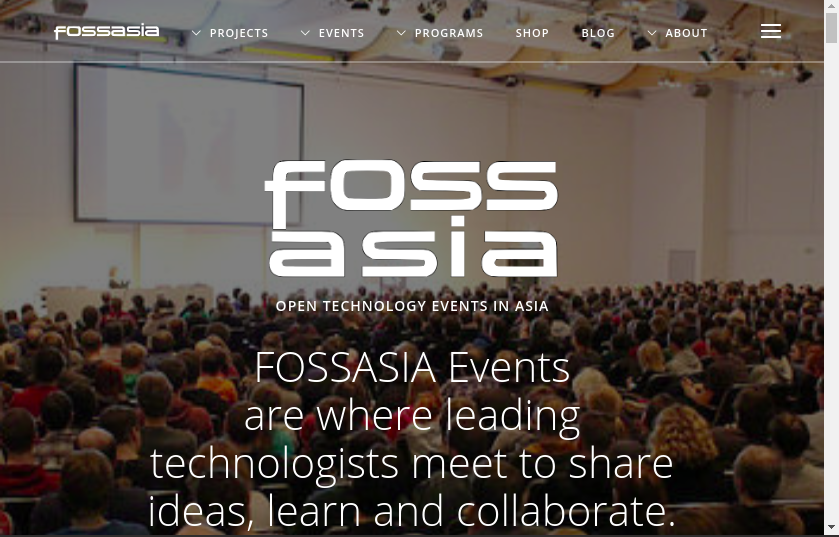 fossasia PROJECTS EVENTS PROGRAMS SHOP BLOG ABOUT
foss
asia
OPEN TECHNOLOGY EVENTS IN ASIA
FOSSASIA Events
are where leading
technologists meet to share
ideas, learn and collaborate.